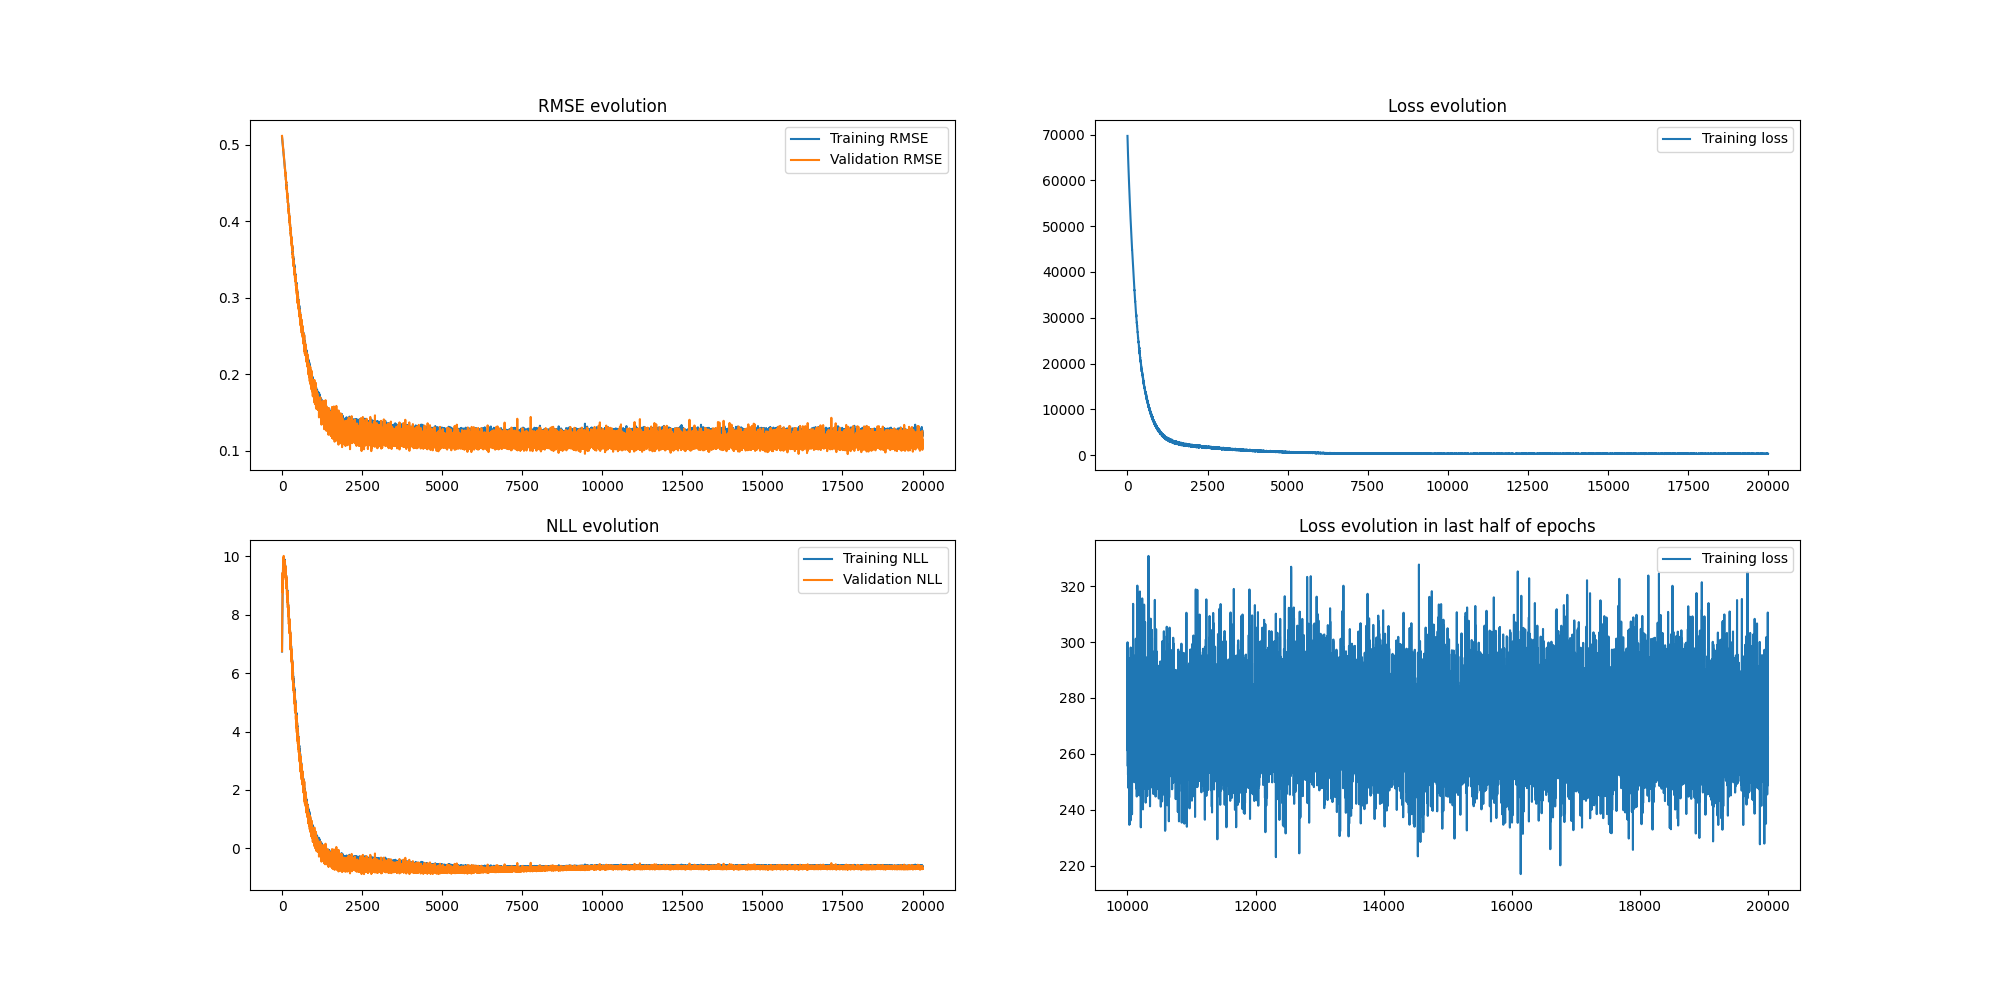 RMSE evolution
Training RMSE
Validation RMSE
0.5
0.4
0.3
0.2
0.1
0 2500 5000 7500 10000 12500 15000 17500 20000
Loss evolution
Training loss
70000
60000
50000
40000
30000
20000
10000
0
0 2500 5000 7500 10000 12500 15000 17500 20000
NLL evolution
Training NLL
Validation NLL
10
8
6
4
2
0
0 2500 5000 7500 10000 12500 15000 17500 20000
Loss evolution in last half of epochs
Training loss
320
300
280
260
240
220
10000 12000 14000 16000 18000 20000